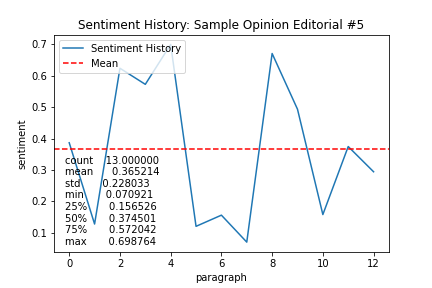 Sentiment History: Sample Opinion Editorial #5
0.7
0.6
0.5
0.4
0.3
0.2
0.1
sentiment
Sentiment History
Mean
count 13.000000
mean 0.365214
std 0.228033
min 0.070921
25% 0.156526
50% 0.374501
75% 0.572042
max 0.698764
0 2 4 6 8 10 12
paragraph